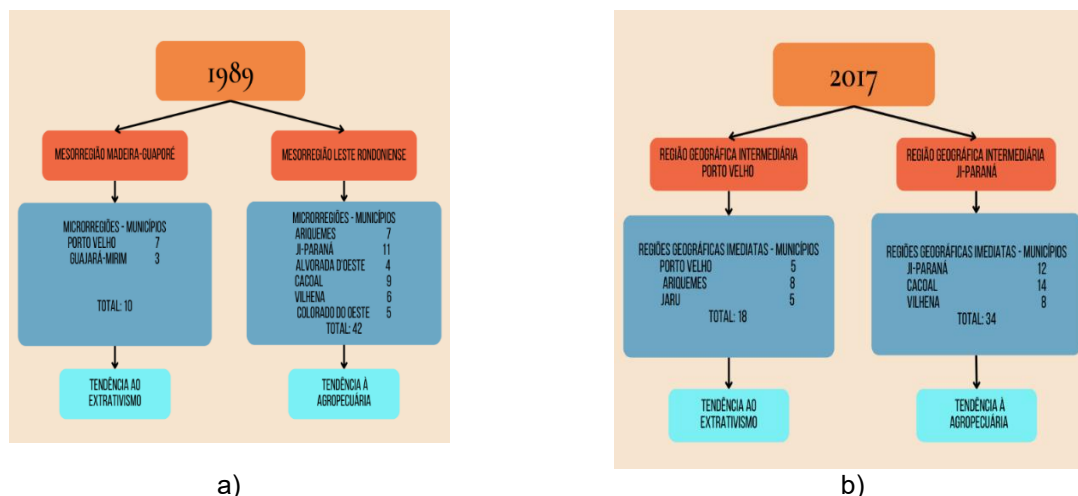 1989
MESORREGIÃO MADEIRA-GUAPORÉ
MESORREGIÃO LESTE RONDONIENSE
MICRORREGIÕES - MUNICÍPIOS
PORTO VELHO 7
GUAJARÁ-MIRIM 3
TOTAL: 10
MICRORREGIÕES - MUNICÍPIOS
ARIQUEMES 7
JI-PARANÁ 11
ALVORADA D'OESTE 4
CACOAL 9
VILHENA 6
COLORADO DO OESTE 5
TOTAL: 42
TENDÊNCIA AO
EXTRATIVISMO
TENDÊNCIA À
AGROPECUÁRIA
a)
2017
REGIÃO GEOGRÁFICA INTERMEDIÁRIA
PORTO VELHO
REGIÃO GEOGRÁFICA INTERMEDIÁRIA
JI-PARANÁ
REGIÕES GEOGRÁFICAS IMEDIATAS - MUNICÍPIOS
PORTO VELHO 5
ARIQUEMES 8
JARU 5
TOTAL: 18
REGIÕES GEOGRÁFICAS IMEDIATAS - MUNICÍPIOS
JI-PARANÁ 12
CACOAL 14
VILHENA 8
TOTAL: 34
TENDÊNCIA AO
EXTRATIVISMO
TENDÊNCIA À
AGROPECUÁRIA
b)